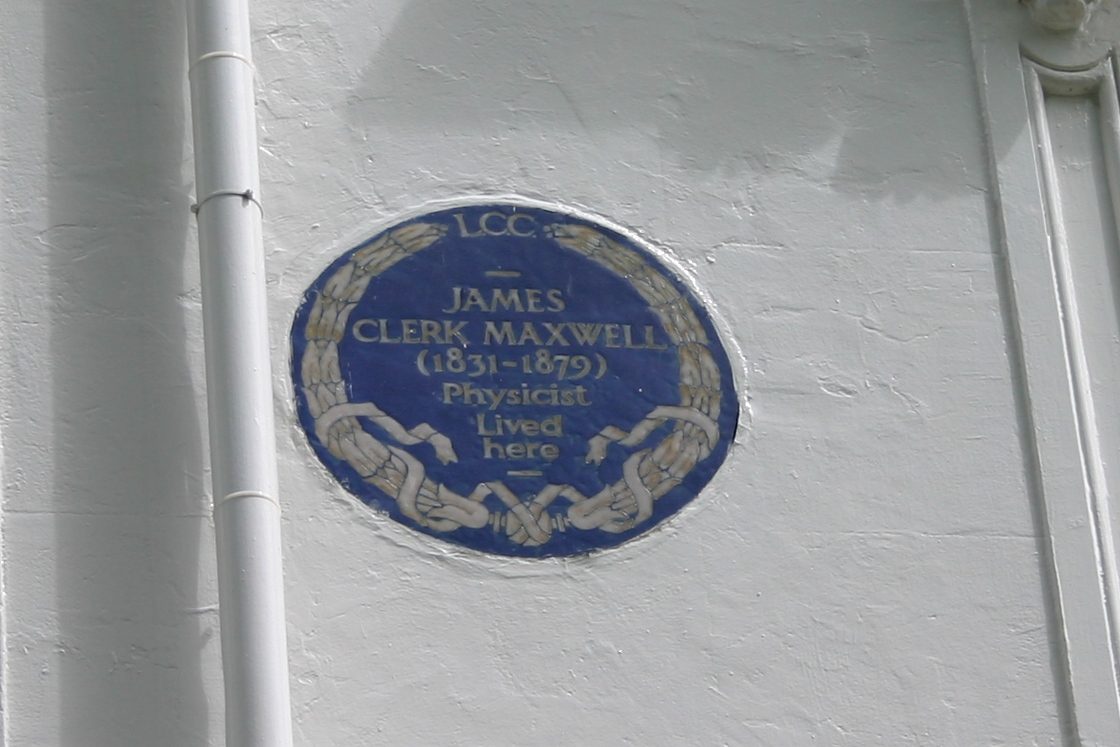 LCC
JAMES
CLERK MAXWELL
(1831-1879)
Physicist
Lived
here